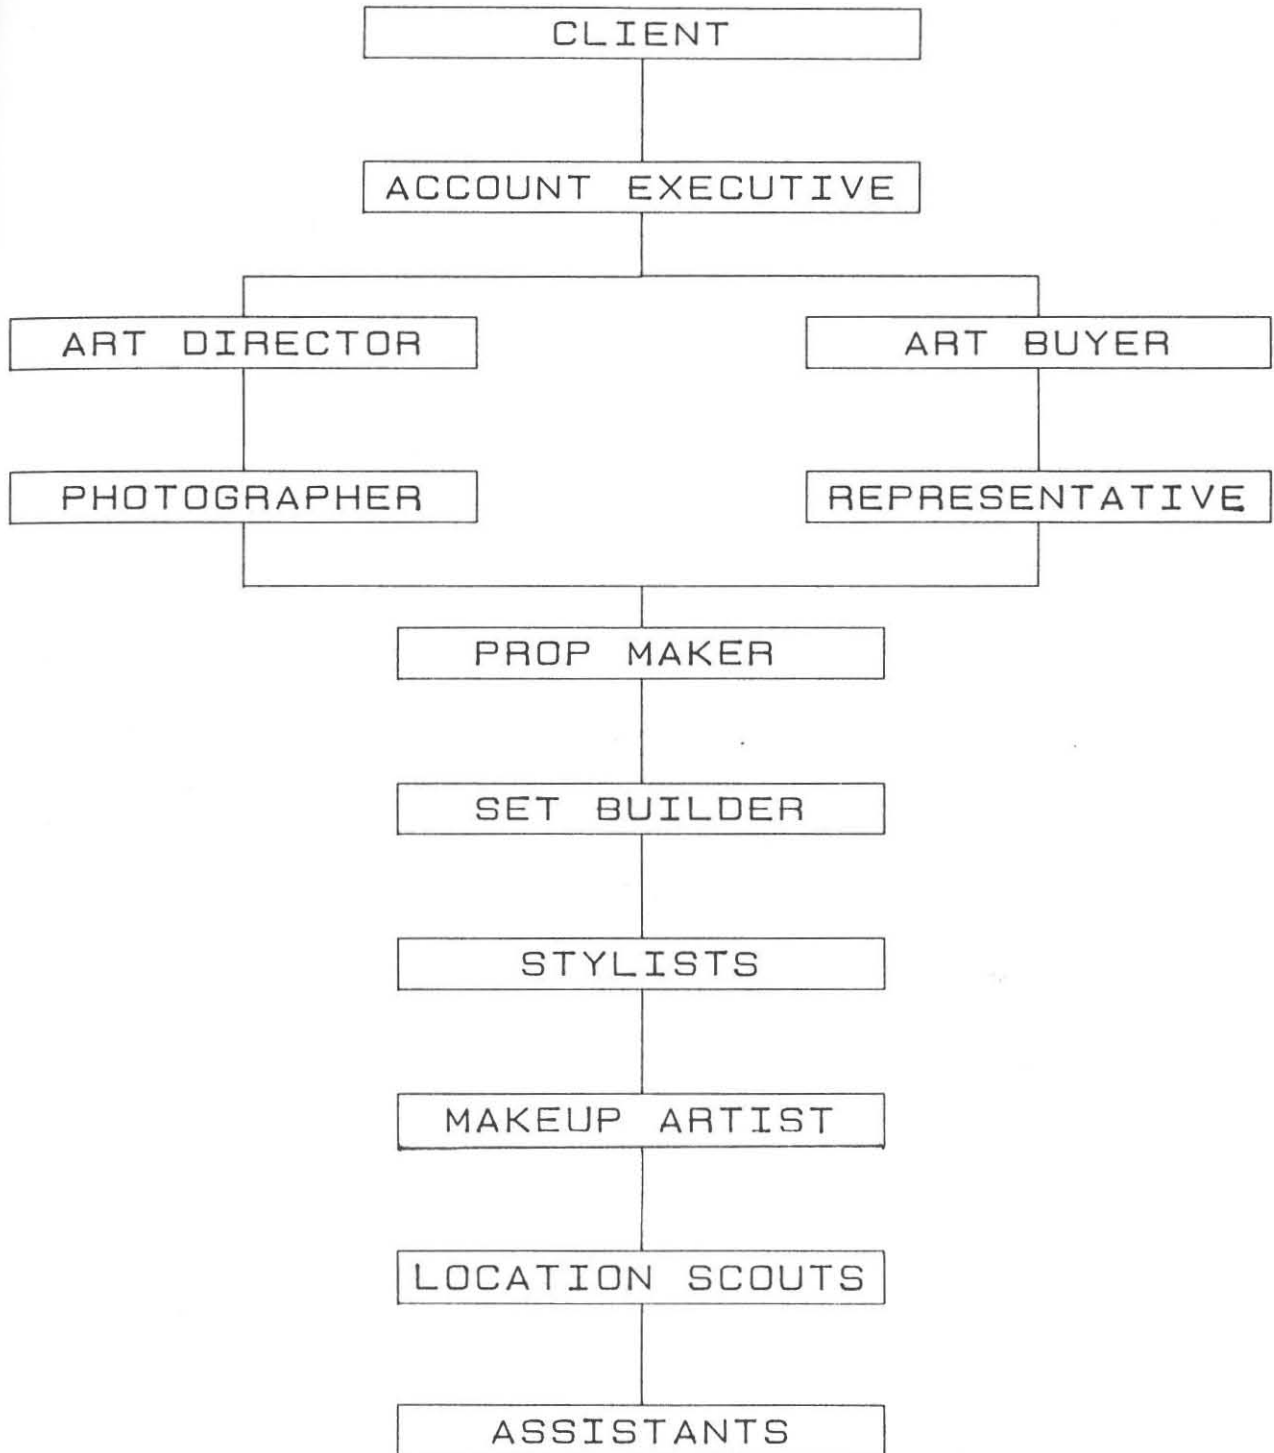 CLIENT
ACCOUNT EXECUTIVE
ART DIRECTOR
ART BUYER
PHOTOGRAPHER
REPRESENTATIVE
PROP MAKER
SET BUILDER
STYLISTS
MAKEUP ARTIST
LOCATION SCOUTS
ASSISTANTS